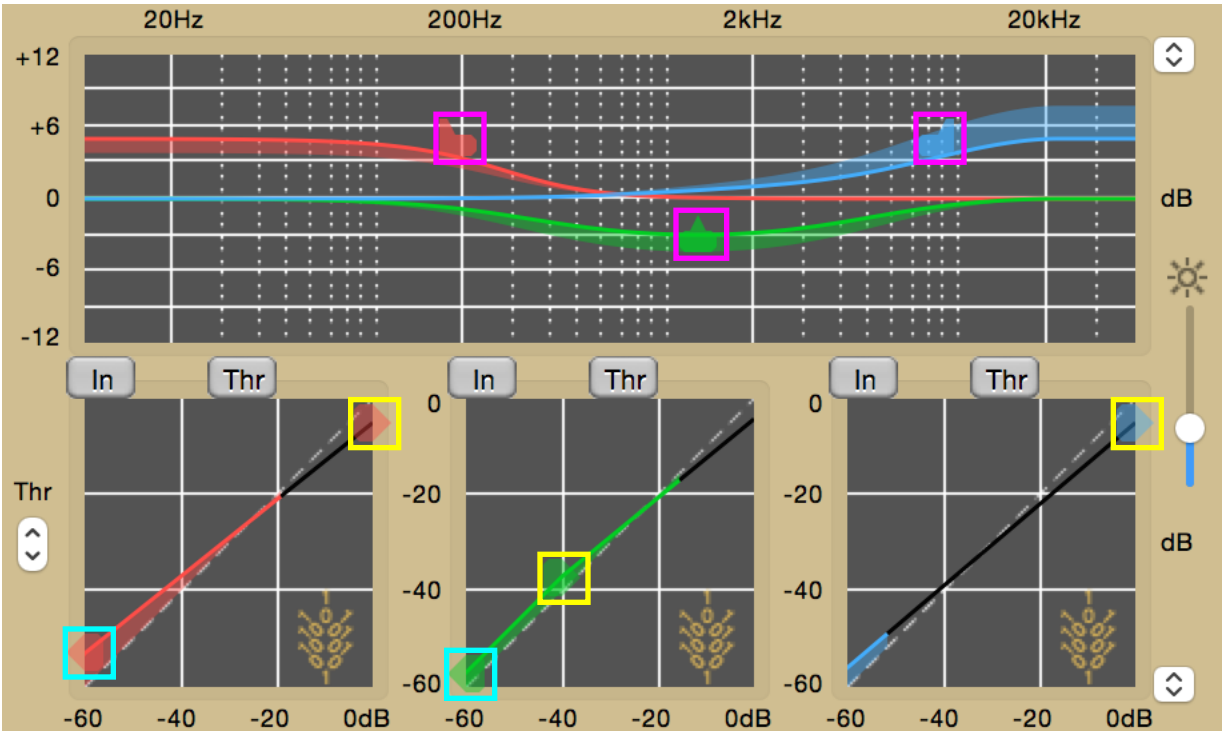 20Hz 200Hz 2kHz 20kHz
+12
+6
0 dB
-6
-12
In Thr In Thr In Thr
0 0
Thr -20 -20
dB
-40 -40
-60 -60
-60 -40 -20 0dB -60 -40 -20 0dB -60 -40 -20 0dB